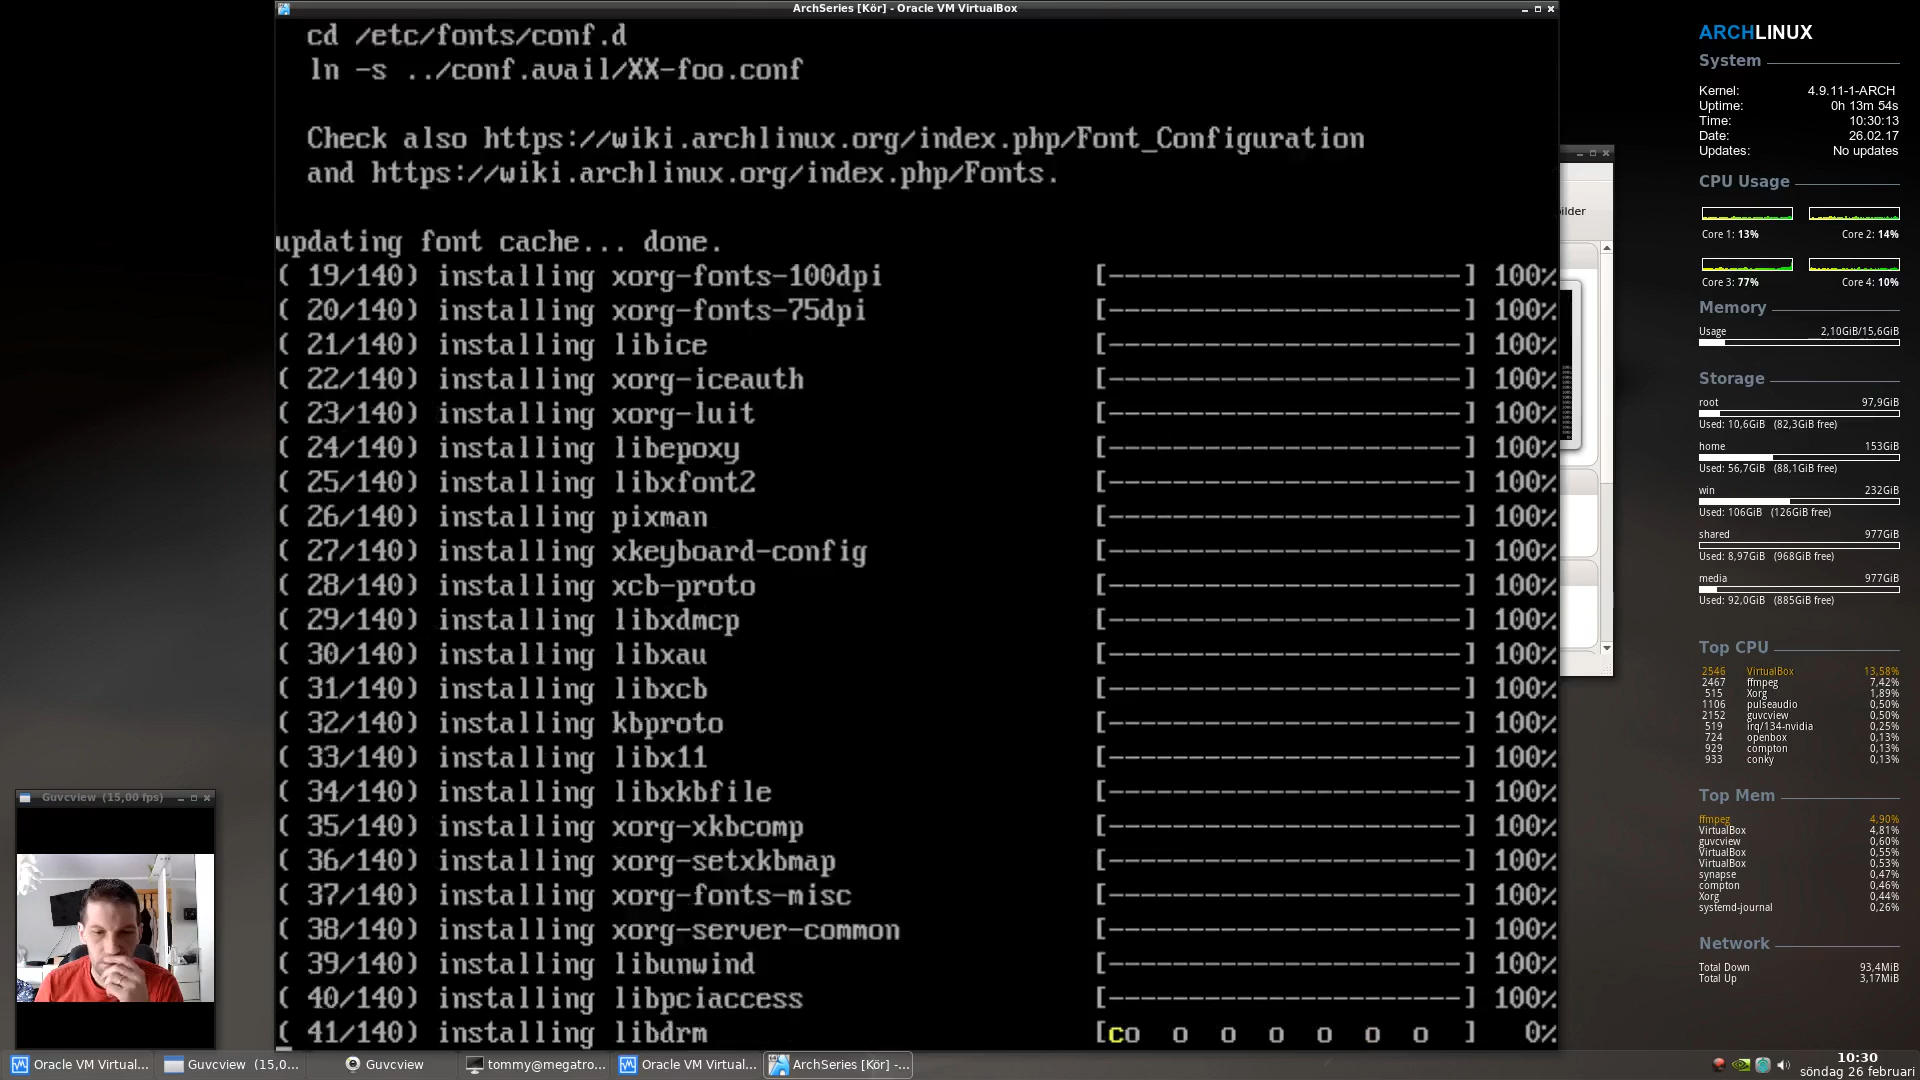 ArchSeries [Kör] - Oracle VM VirtualBox
cd /etc/fonts/conf.d
ln -s ../conf.avail/XX-foo.conf
Check also https://wiki.archlinux.org/index.php/Font_Configuration
and https://wiki.archlinux.org/index.php/Fonts.
updating font cache... done.
( 19/140) installing xorg-fonts-100dpi [----------------------] 100%
( 20/140) installing xorg-fonts-75dpi [----------------------] 100%
( 21/140) installing libice [----------------------] 100%
( 22/140) installing xorg-iceauth [----------------------] 100%
( 23/140) installing xorg-luit [----------------------] 100%
( 24/140) installing libepoxy [----------------------] 100%
( 25/140) installing libxfont2 [----------------------] 100%
( 26/140) installing pixman [----------------------] 100%
( 27/140) installing xkeyboard-config [----------------------] 100%
( 28/140) installing xcb-proto [----------------------] 100%
( 29/140) installing libxdmcp [----------------------] 100%
( 30/140) installing libxau [----------------------] 100%
( 31/140) installing libxcb [----------------------] 100%
( 32/140) installing kbproto [----------------------] 100%
( 33/140) installing libx11 [----------------------] 100%
( 34/140) installing libxkbfile [----------------------] 100%
( 35/140) installing xorg-xkbcomp [----------------------] 100%
( 36/140) installing xorg-setxkbmap [----------------------] 100%
( 37/140) installing xorg-fonts-misc [----------------------] 100%
( 38/140) installing xorg-server-common [----------------------] 100%
( 39/140) installing libunwind [----------------------] 100%
( 40/140) installing libpciaccess [----------------------] 100%
( 41/140) installing libdrm [co o o o o o o ] 0%
ARCHLINUX
System
Kernel: 4.9.11-1-ARCH
Uptime: 0h 13m 54s
Time: 10:30:13
Date: 26.02.17
Updates: No updates
CPU Usage
Core 1: 13% Core 2: 14%
Core 3: 77% Core 4: 10%
Memory
Usage 2,10GiB/15,6GiB
Storage
root 97,9GiB
Used: 10,6GiB (82,3GiB free)
home 153GiB
Used: 56,7GiB (88,1GiB free)
win 232GiB
Used: 106GiB (126GiB free)
shared 977GiB
Used: 8,97GiB (968GiB free)
media 977GiB
Used: 92,0GiB (885GiB free)
Top CPU
2546 VirtualBox 13,58%
2467 ffmpeg 7,42%
515 Xorg 1,89%
1106 pulseaudio 0,50%
2152 guvcview 0,50%
519 irq/134-nvidia 0,25%
724 openbox 0,13%
929 compton 0,13%
933 conky 0,13%
Top Mem
ffmpeg 4,90%
VirtualBox 4,81%
guvcview 0,60%
VirtualBox 0,55%
VirtualBox 0,53%
synapse 0,47%
compton 0,46%
Xorg 0,44%
systemd-journal 0,26%
Network
Total Down 93,4MiB
Total Up 3,17MiB
Guvcview (15,00 fps)
Oracle VM Virtual... Guvcview (15,0... Guvcview tommy@megatro... Oracle VM Virtual... ArchSeries [Kör] -...
10:30
söndag 26 februari